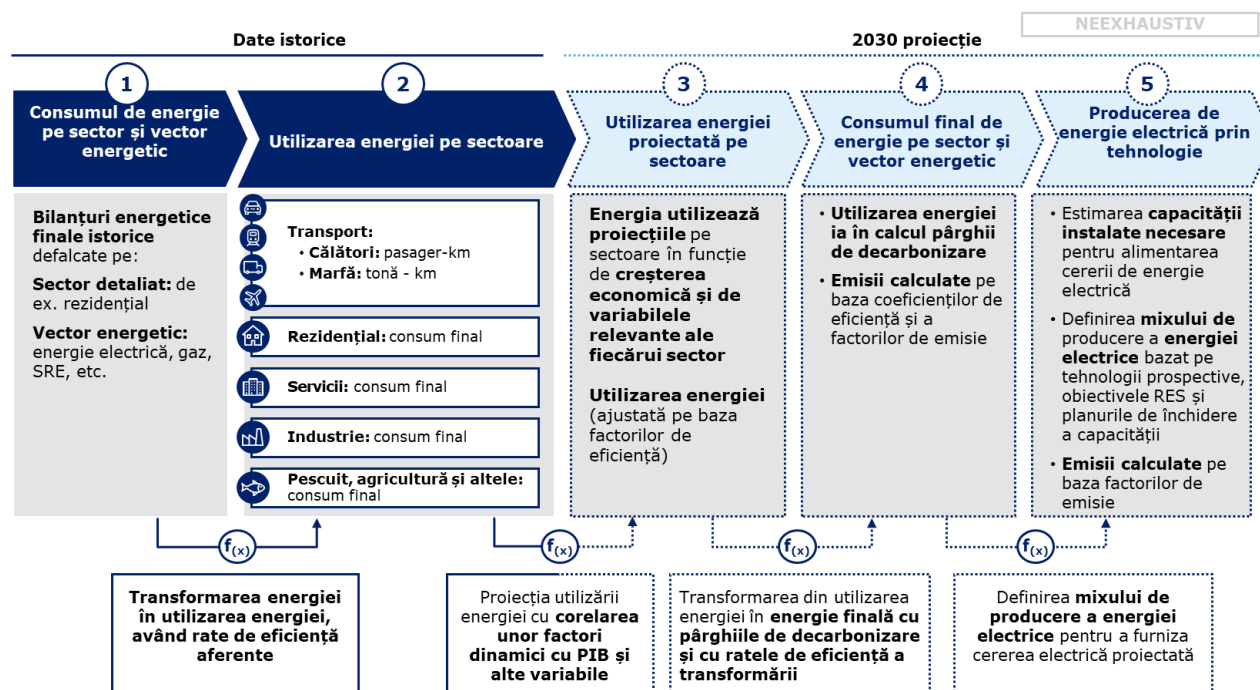 NEEXHAUSTIV
Date istorice
2030 proiecție
1
Consumul de energie
pe sector și vector
energetic
2
Utilizarea energiei pe sectoare
3
Utilizarea energiei
proiectată pe
sectoare
4
Consumul final de
energie pe sector și
vector energetic
5
Producerea de
energie electrică prin
tehnologie
Bilanțuri energetice
finale istorice
defalcate pe:
Sector detaliat: de
ex. rezidențial
Vector energetic:
energie electrică, gaz,
SRE, etc.
Transport:
• Călători: pasager-km
• Marfă: tonă - km
Rezidențial: consum final
Servicii: consum final
Industrie: consum final
Pescuit, agricultură și altele:
consum final
Energia utilizează
proiecțiile pe
sectoare în funcție
de creșterea
economică și de
variabilele
relevante ale
fiecărui sector
Utilizarea energiei
(ajustată pe baza
factorilor de
eficiență)
• Utilizarea energiei
ia în calcul pârghii
de decarbonizare
• Emisii calculate pe
baza coeficienților de
eficiență și a
factorilor de emisie
• Estimarea capacității
instalate necesare
pentru alimentarea
cererii de energie
electrică
• Definirea mixului de
producere a energiei
electrice bazat pe
tehnologii prospective,
obiectivele RES și
planurile de închidere
a capacității
• Emisii calculate pe
baza factorilor de
emisie
f(x)
f(x)
f(x)
f(x)
Transformarea energiei
în utilizarea energiei,
având rate de eficiență
aferente
Proiecția utilizării
energiei cu corelarea
unor factori
dinamici cu PIB și
alte variabile
Transformarea din utilizarea
energiei în energie finală cu
pârghiile de decarbonizare
și cu ratele de eficiență a
transformării
Definirea mixului de
producere a energiei
electrice pentru a furniza
cererea electrică proiectată